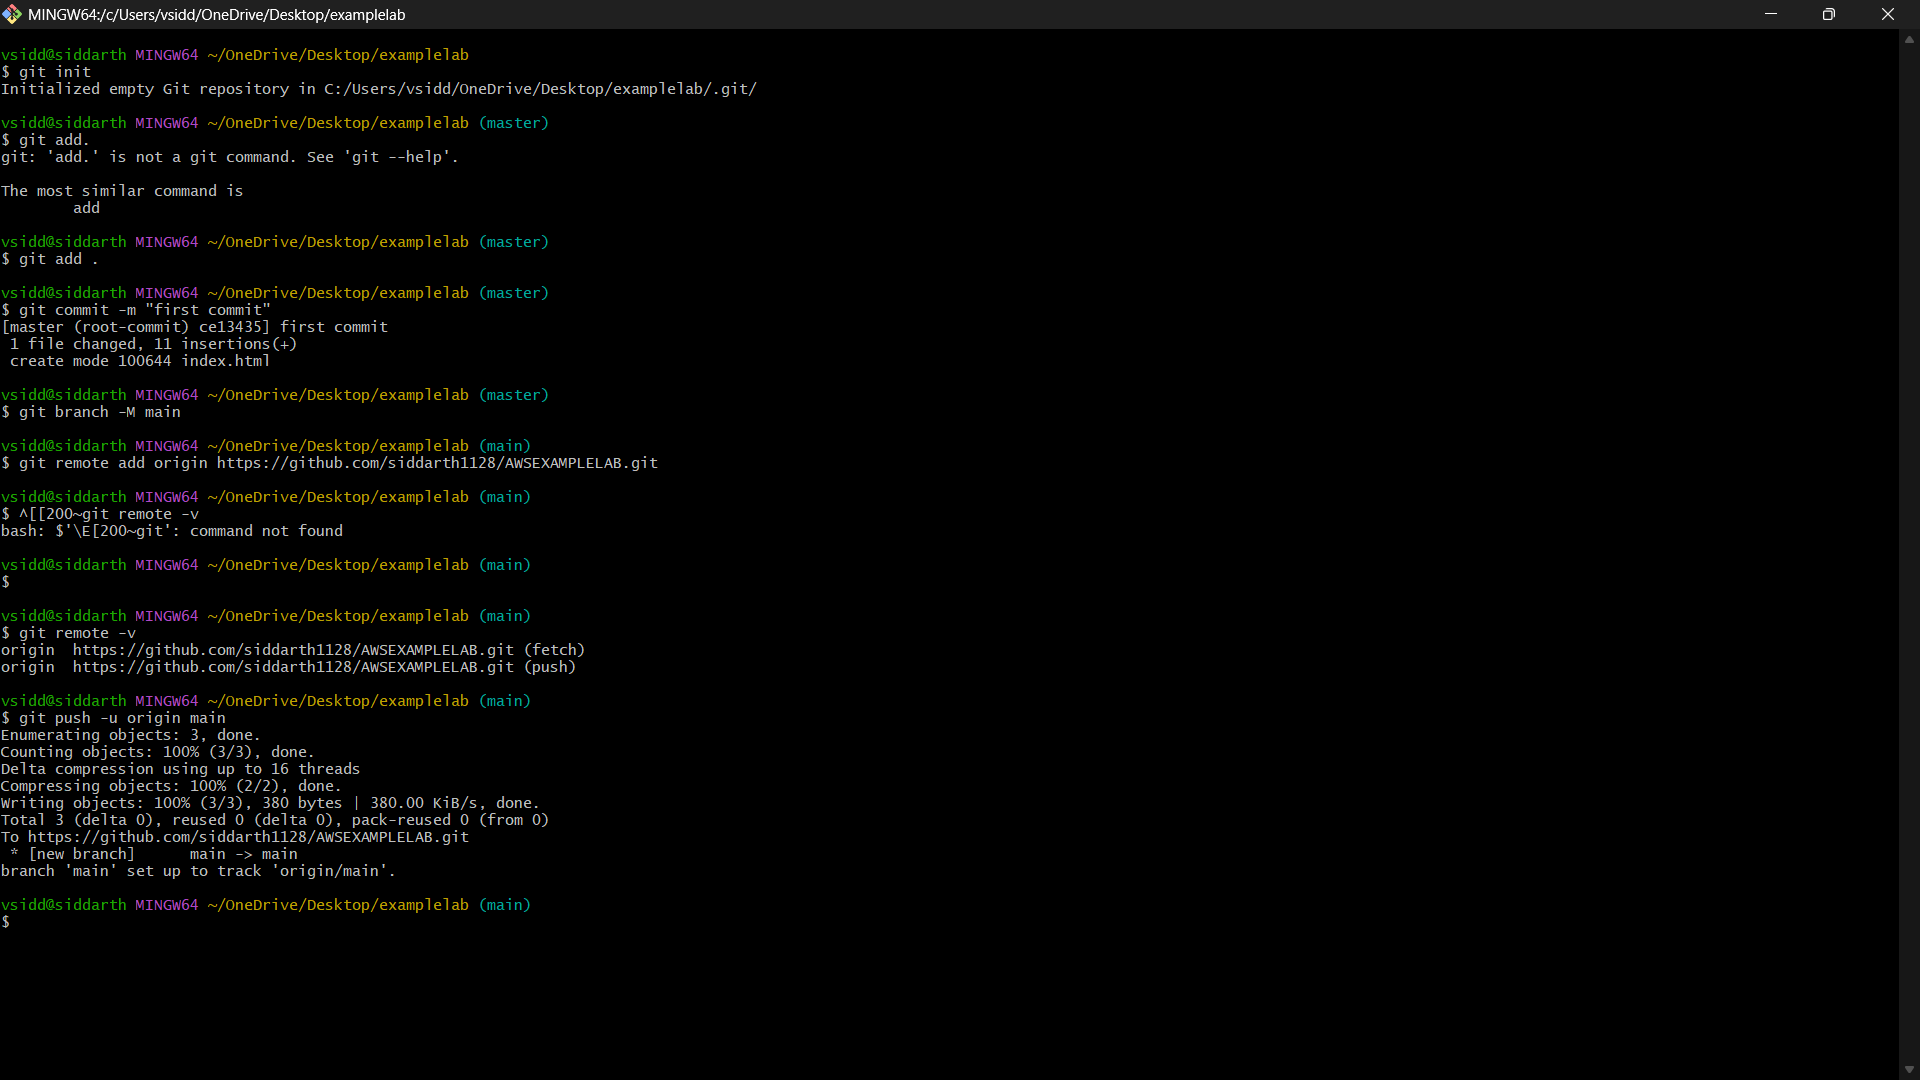 MINGW64:/c/Users/vsidd/OneDrive/Desktop/examplelab
vsidd@siddarth MINGW64 ~/OneDrive/Desktop/examplelab
$ git init
Initialized empty Git repository in C:/Users/vsidd/OneDrive/Desktop/examplelab/.git/
vsidd@siddarth MINGW64 ~/OneDrive/Desktop/examplelab (master)
$ git add.
git: 'add.' is not a git command. See 'git --help'.
The most similar command is
        add
vsidd@siddarth MINGW64 ~/OneDrive/Desktop/examplelab (master)
$ git add .
vsidd@siddarth MINGW64 ~/OneDrive/Desktop/examplelab (master)
$ git commit -m "first commit"
[master (root-commit) ce13435] first commit
 1 file changed, 11 insertions(+)
 create mode 100644 index.html
vsidd@siddarth MINGW64 ~/OneDrive/Desktop/examplelab (master)
$ git branch -M main
vsidd@siddarth MINGW64 ~/OneDrive/Desktop/examplelab (main)
$ git remote add origin https://github.com/siddarth1128/AWSEXAMPLELAB.git
vsidd@siddarth MINGW64 ~/OneDrive/Desktop/examplelab (main)
$ ^[[200~git remote -v
bash: $'\E[200~git': command not found
vsidd@siddarth MINGW64 ~/OneDrive/Desktop/examplelab (main)
$
vsidd@siddarth MINGW64 ~/OneDrive/Desktop/examplelab (main)
$ git remote -v
origin  https://github.com/siddarth1128/AWSEXAMPLELAB.git (fetch)
origin  https://github.com/siddarth1128/AWSEXAMPLELAB.git (push)
vsidd@siddarth MINGW64 ~/OneDrive/Desktop/examplelab (main)
$ git push -u origin main
Enumerating objects: 3, done.
Counting objects: 100% (3/3), done.
Delta compression using up to 16 threads
Compressing objects: 100% (2/2), done.
Writing objects: 100% (3/3), 380 bytes | 380.00 KiB/s, done.
Total 3 (delta 0), reused 0 (delta 0), pack-reused 0 (from 0)
To https://github.com/siddarth1128/AWSEXAMPLELAB.git
 * [new branch]      main -> main
branch 'main' set up to track 'origin/main'.
vsidd@siddarth MINGW64 ~/OneDrive/Desktop/examplelab (main)
$